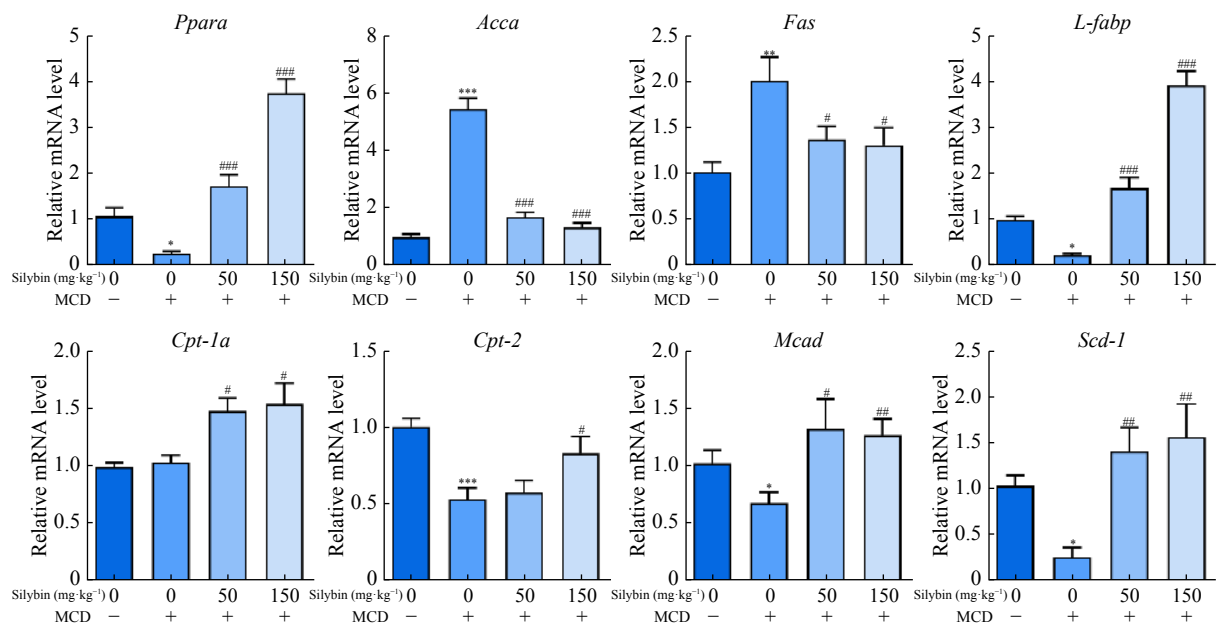 Ppara
Relative mRNA level
5
4
3
2
1
0
*
###
###
Silybin (mg·kg⁻¹) 0 0 50 150
MCD − + + +
Acca
Relative mRNA level
8
6
4
2
0
***
###
###
Silybin (mg·kg⁻¹) 0 0 50 150
MCD − + + +
Fas
Relative mRNA level
2.5
2.0
1.5
1.0
0.5
0
**
#
#
Silybin (mg·kg⁻¹) 0 0 50 150
MCD − + + +
L-fabp
Relative mRNA level
5
4
3
2
1
0
*
###
###
Silybin (mg·kg⁻¹) 0 0 50 150
MCD − + + +
Cpt-1a
Relative mRNA level
2.0
1.5
1.0
0.5
0
#
#
Silybin (mg·kg⁻¹) 0 0 50 150
MCD − + + +
Cpt-2
Relative mRNA level
1.5
1.0
0.5
0
***
#
Silybin (mg·kg⁻¹) 0 0 50 150
MCD − + + +
Mcad
Relative mRNA level
2.0
1.5
1.0
0.5
0
*
#
##
Silybin (mg·kg⁻¹) 0 0 50 150
MCD − + + +
Scd-1
Relative mRNA level
2.5
2.0
1.5
1.0
0.5
0
*
##
##
Silybin (mg·kg⁻¹) 0 0 50 150
MCD − + + +